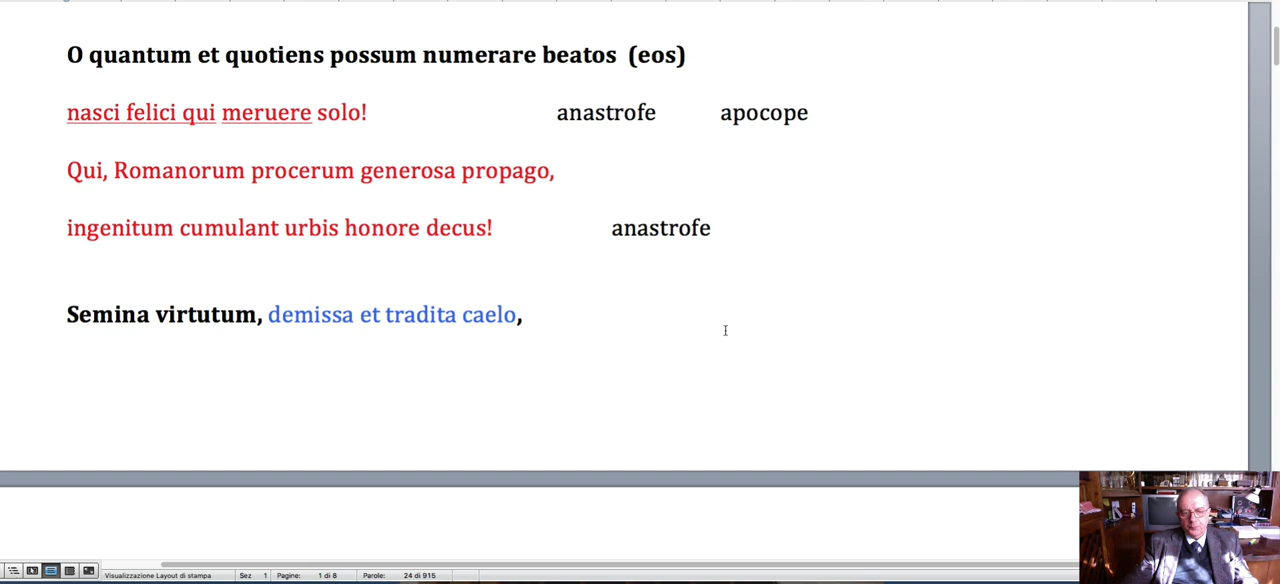 O quantum et quotiens possum numerare beatos (eos)
nasci felici qui meruere solo! anastrofe apocope
Qui, Romanorum procerum generosa propago,
ingenitum cumulant urbis honore decus! anastrofe
Semina virtutum, demissa et tradita caelo,
Visualizzazione Layout di stampa Sez 1 Pagine: 1 di 8 Parole: 24 di 915